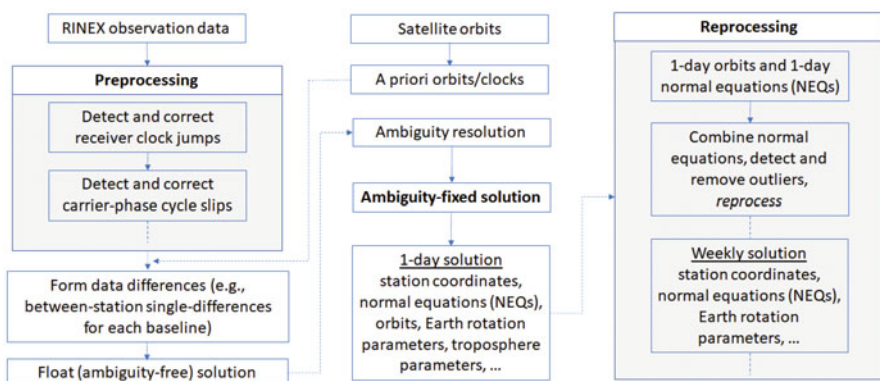 RINEX observation data
Preprocessing
Detect and correct
receiver clock jumps
Detect and correct
carrier-phase cycle slips
Form data differences (e.g.,
between-station single-differences
for each baseline)
Float (ambiguity-free) solution
Satellite orbits
A priori orbits/clocks
Ambiguity resolution
Ambiguity-fixed solution
1-day solution
station coordinates,
normal equations (NEQs),
orbits, Earth rotation
parameters, troposphere
parameters, ...
Reprocessing
1-day orbits and 1-day
normal equations (NEQs)
Combine normal
equations, detect and
remove outliers,
reprocess
Weekly solution
station coordinates,
normal equations (NEQs),
Earth rotation
parameters, ...